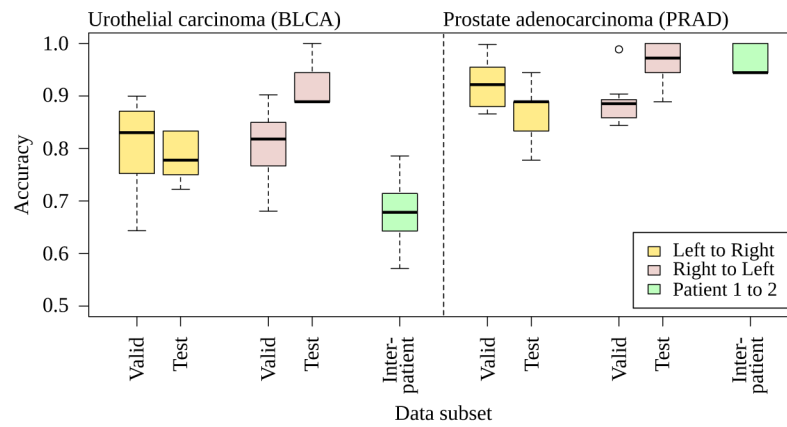 Urothelial carcinoma (BLCA)
Prostate adenocarcinoma (PRAD)
Accuracy
1.0
0.9
0.8
0.7
0.6
0.5
Left to Right
Right to Left
Patient 1 to 2
Valid
Test
Valid
Test
Inter-
patient
Valid
Test
Valid
Test
Inter-
patient
Data subset